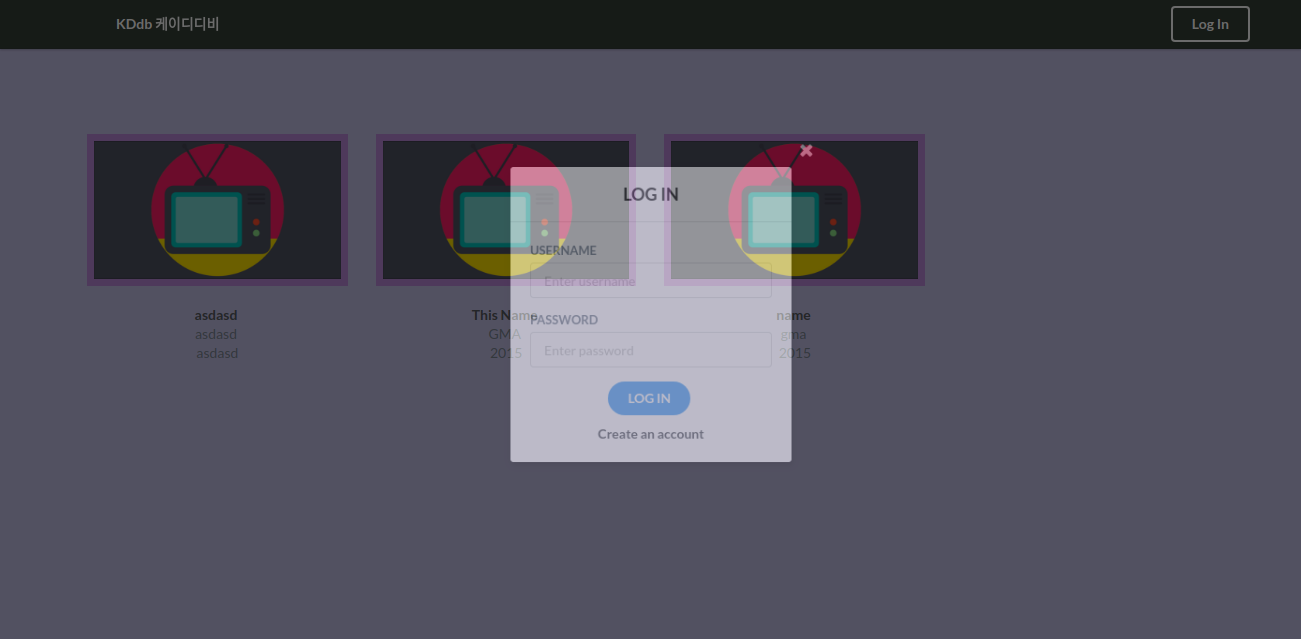 KDdb 케이디디비
Log In
LOG IN
USERNAME
Enter username
PASSWORD
Enter password
LOG IN
Create an account
asdasd
asdasd
asdasd
This Name
GMA
2015
name
gma
2015